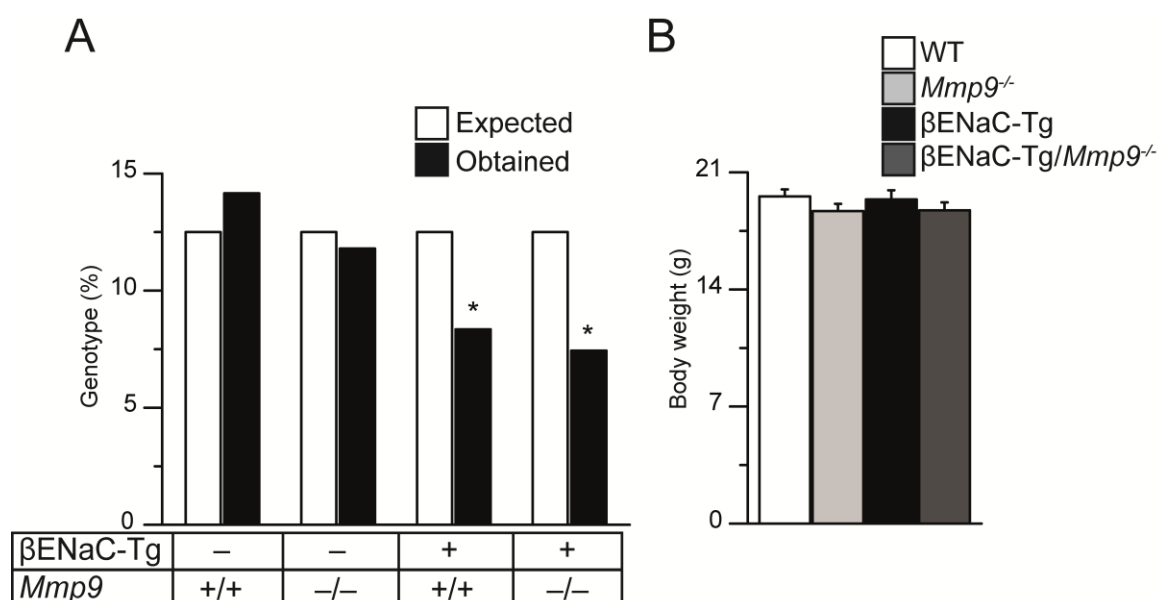 A
Expected
Obtained
15
10
5
0
Genotype (%)
*
*
βENaC-Tg – – + +
Mmp9 +/+ –/– +/+ –/–
B
WT
Mmp9-/-
βENaC-Tg
βENaC-Tg/Mmp9-/-
21
14
7
0
Body weight (g)